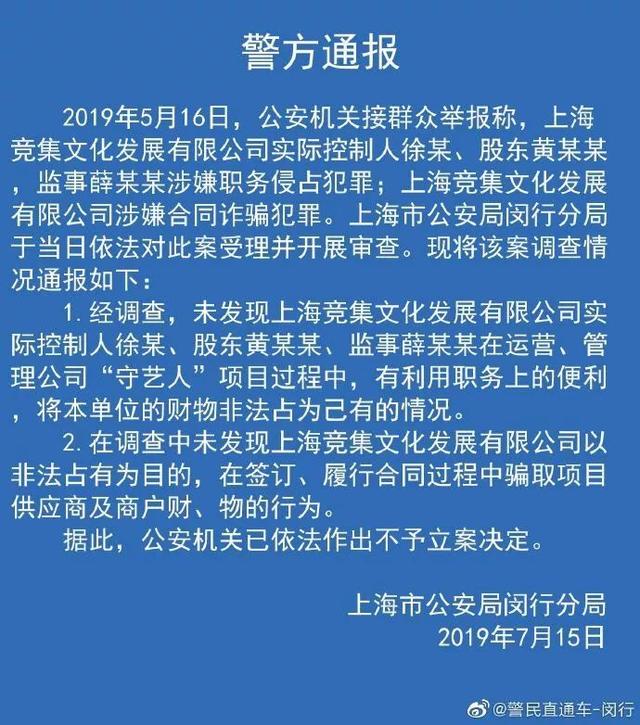 警方通报
2019年5月16日，公安机关接群众举报称，上海
竞集文化发展有限公司实际控制人徐某、股东黄某某
，监事薛某某涉嫌职务侵占犯罪；上海竞集文化发展
有限公司涉嫌合同诈骗犯罪。上海市公安局闵行分局
于当日依法对此案受理并开展审查。现将该案调查情
况通报如下：
1.经调查，未发现上海竞集文化发展有限公司实
际控制人徐某、股东黄某某、监事薛某某在运营、管
理公司“守艺人”项目过程中，有利用职务上的便利
，将本单位的财物非法占为己有的情况。
2.在调查中未发现上海竞集文化发展有限公司以
非法占有为目的，在签订、履行合同过程中骗取项目
供应商及商户财、物的行为。
据此，公安机关已依法作出不予立案决定。
上海市公安局闵行分局
2019年7月15日
@警民直通车-闵行